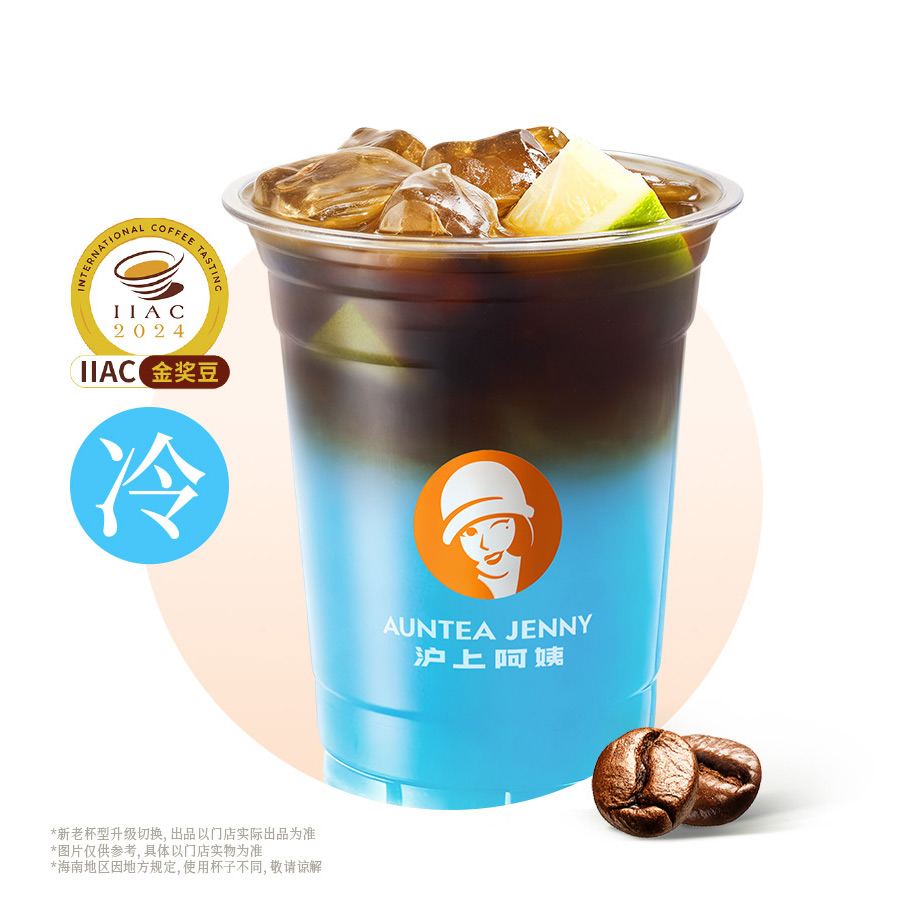 INTERNATIONAL COFFEE TASTING
IIAC
2024
IIAC 金奖豆
冷
AUNTEA JENNY
沪上阿姨
*新老杯型升级切换, 出品以门店实际出品为准
*图片仅供参考, 具体以门店实物为准
*海南地区因地方规定, 使用杯子不同, 敬请谅解